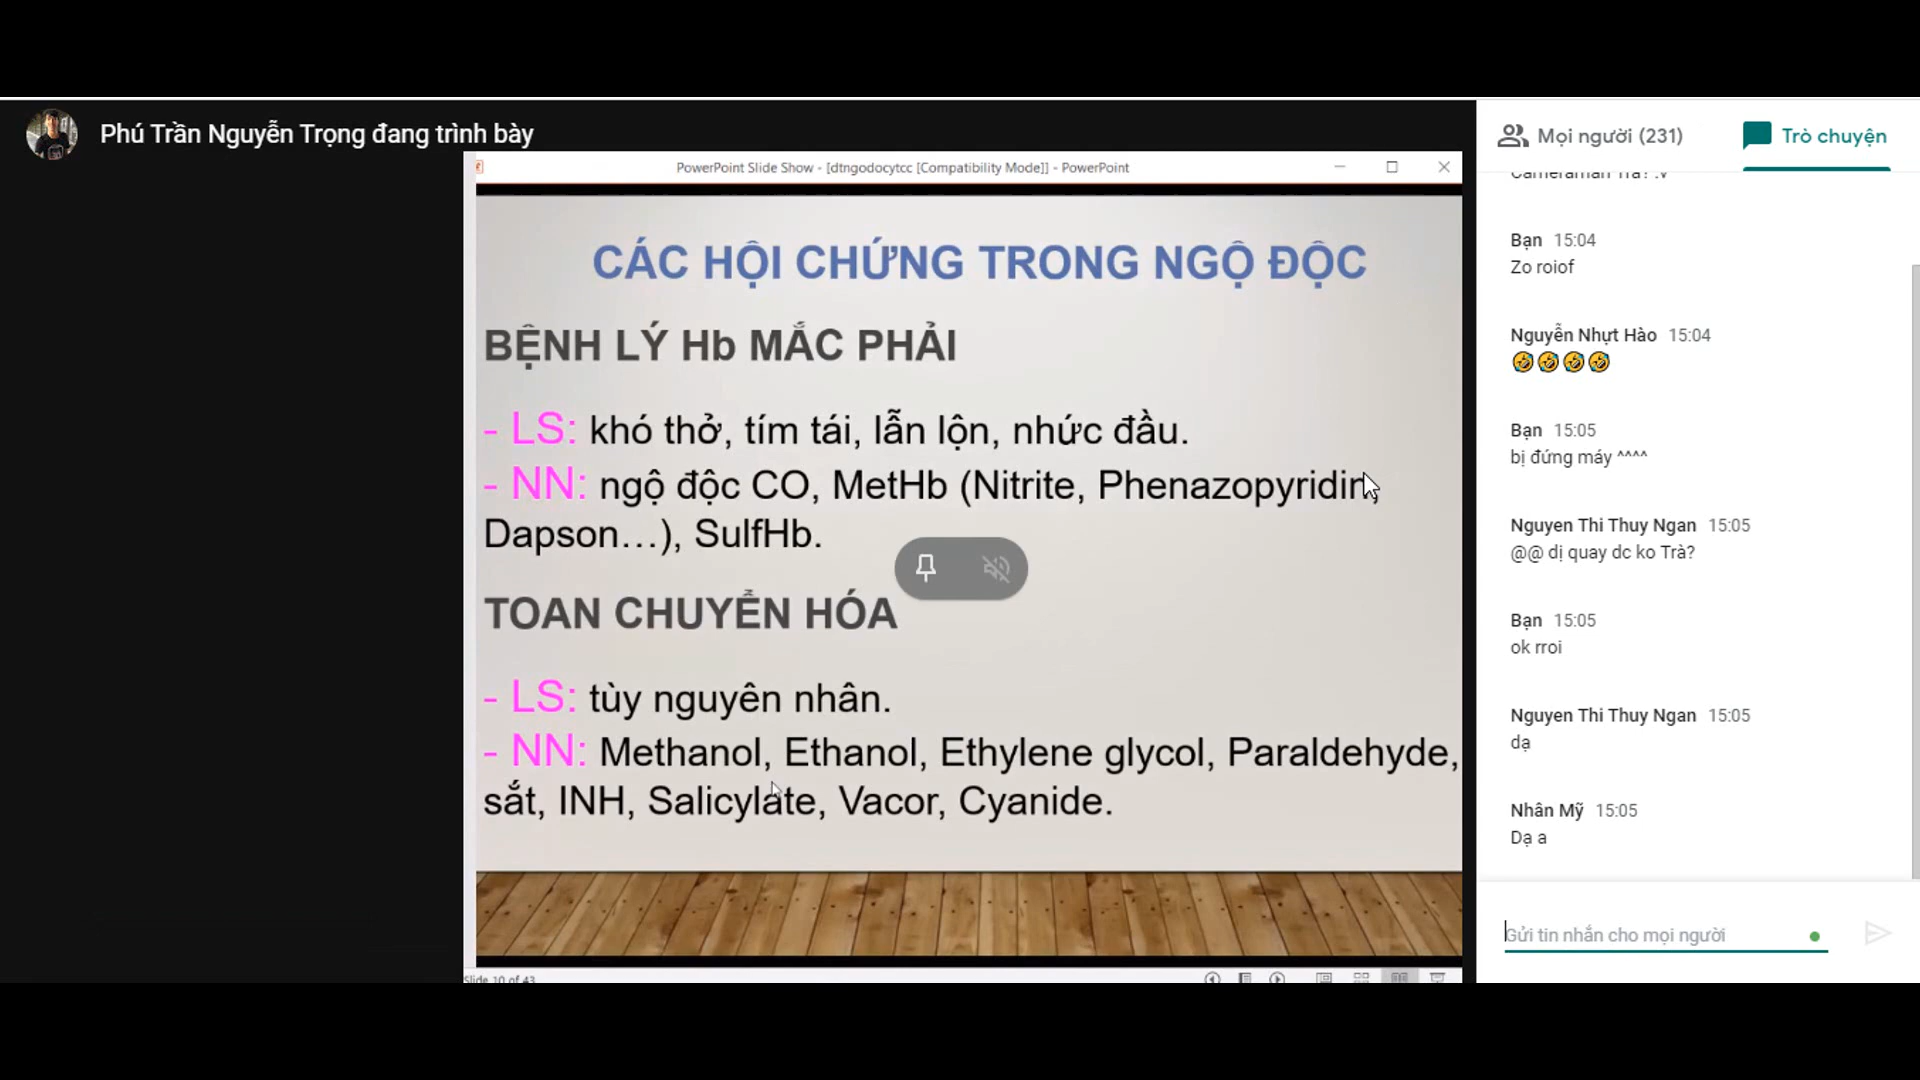 Phú Trần Nguyễn Trọng đang trình bày
PowerPoint Slide Show - [dtngodocytcc [Compatibility Mode]] - PowerPoint
CÁC HỘI CHỨNG TRONG NGỘ ĐỘC
BỆNH LÝ Hb MẮC PHẢI
- LS: khó thở, tím tái, lẫn lộn, nhức đầu.
- NN: ngộ độc CO, MetHb (Nitrite, Phenazopyridin,
Dapson…), SulfHb.
TOAN CHUYỂN HÓA
- LS: tùy nguyên nhân.
- NN: Methanol, Ethanol, Ethylene glycol, Paraldehyde,
sắt, INH, Salicylate, Vacor, Cyanide.
Slide 10 of 43
Mọi người (231)
Trò chuyện
Cameraman Trà? :v
Bạn 15:04
Zo roiof
Nguyễn Nhựt Hào 15:04
🤣🤣🤣🤣
Bạn 15:05
bị đứng máy ^^^^
Nguyen Thi Thuy Ngan 15:05
@@ dị quay dc ko Trà?
Bạn 15:05
ok rroi
Nguyen Thi Thuy Ngan 15:05
dạ
Nhân Mỹ 15:05
Dạ a
Gửi tin nhắn cho mọi người